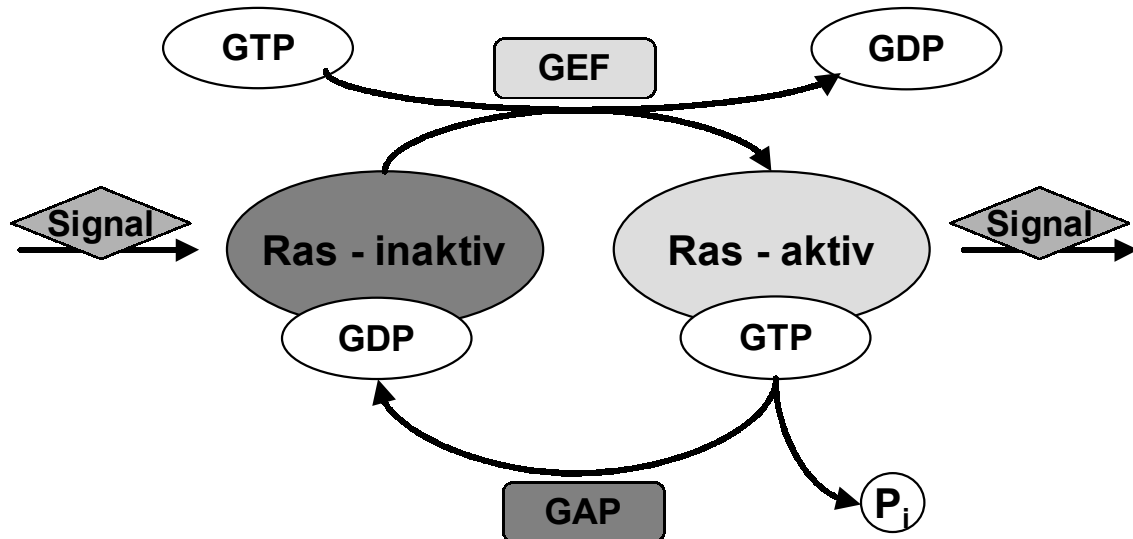 GTP
GEF
GDP
Signal
Ras - inaktiv
Ras - aktiv
Signal
GDP
GTP
GAP
Pi